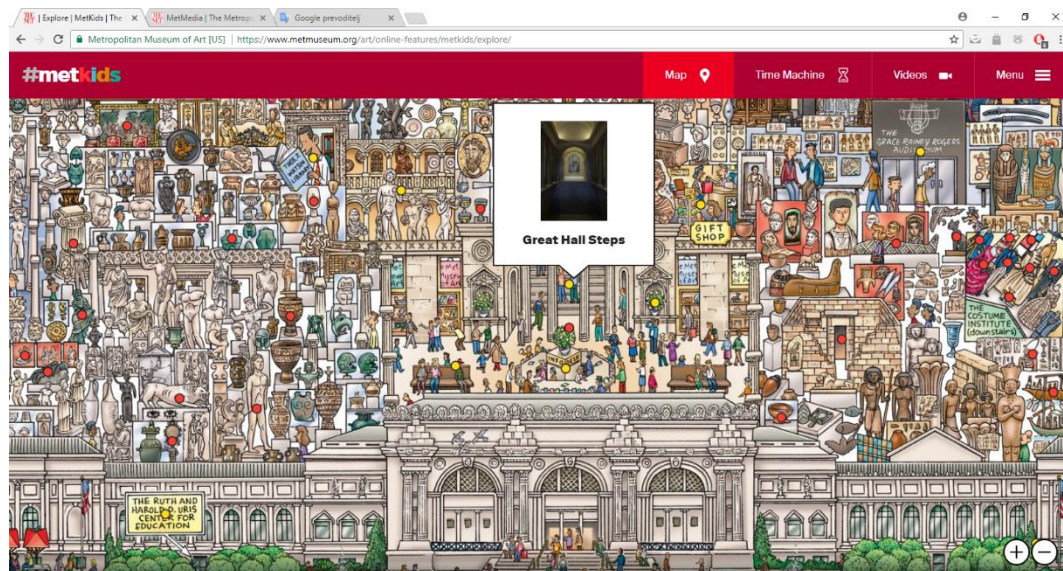 | Explore | MetKids | The
MetMedia | The Metropo
Google prevoditelj
Metropolitan Museum of Art [US] | https://www.metmuseum.org/art/online-features/metkids/explore/
#metkids
Map
Time Machine
Videos
Menu
THE
GRACE RAINEY ROGERS
AUDITORIUM
Great Hall Steps
GIFT
SHOP
THE
COSTUME
INSTITUTE
(downstairs)
THE RUTH AND
HAROLD D. URIS
CENTER FOR
EDUCATION